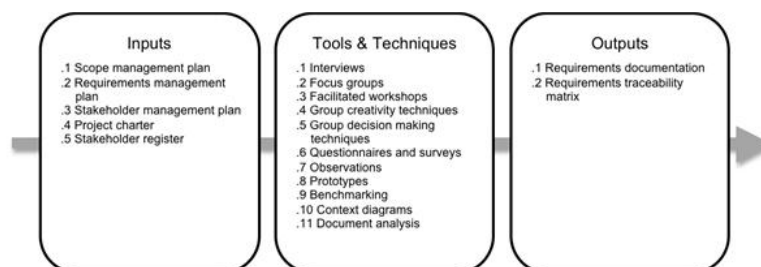 Inputs
.1 Scope management plan
.2 Requirements management
plan
.3 Stakeholder management plan
.4 Project charter
.5 Stakeholder register
Tools & Techniques
.1 Interviews
.2 Focus groups
.3 Facilitated workshops
.4 Group creativity techniques
.5 Group decision making
techniques
.6 Questionnaires and surveys
.7 Observations
.8 Prototypes
.9 Benchmarking
.10 Context diagrams
.11 Document analysis
Outputs
.1 Requirements documentation
.2 Requirements traceability
matrix